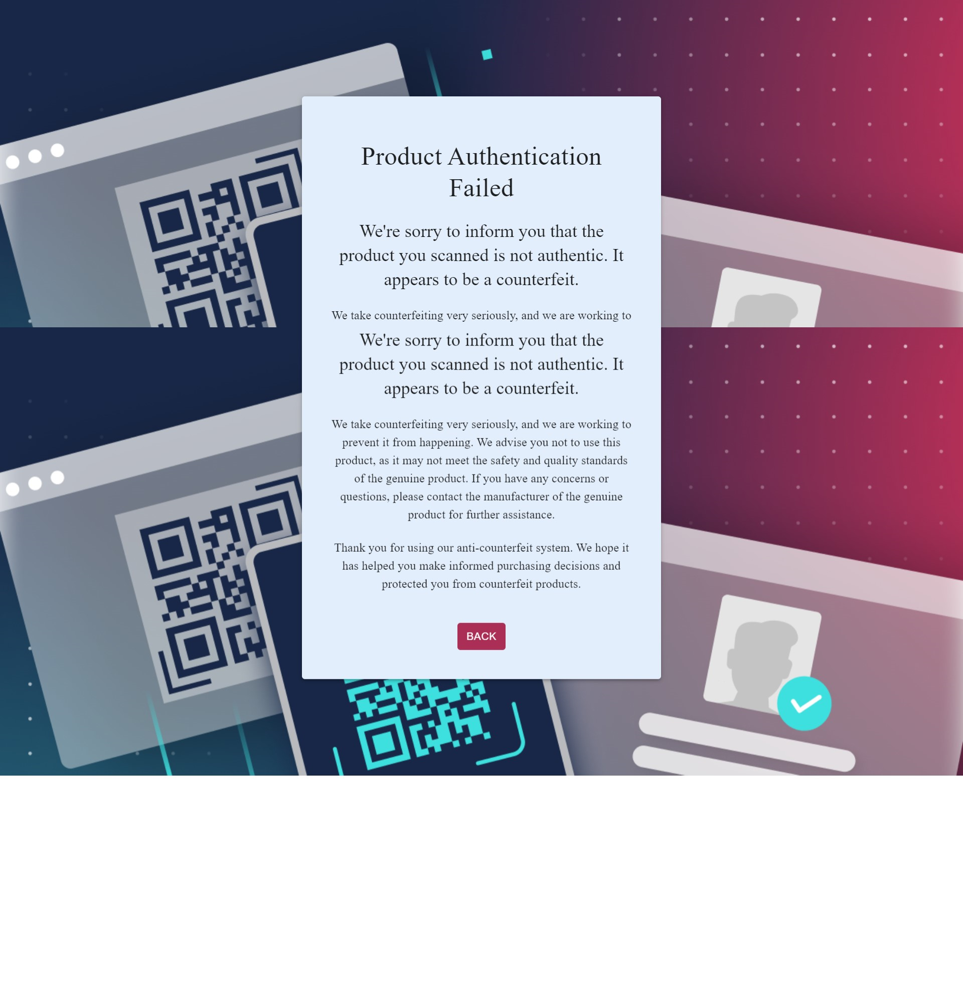 Product Authentication
Failed
We're sorry to inform you that the
product you scanned is not authentic. It
appears to be a counterfeit.
We take counterfeiting very seriously, and we are working to
We're sorry to inform you that the
product you scanned is not authentic. It
appears to be a counterfeit.
We take counterfeiting very seriously, and we are working to
prevent it from happening. We advise you not to use this
product, as it may not meet the safety and quality standards
of the genuine product. If you have any concerns or
questions, please contact the manufacturer of the genuine
product for further assistance.
Thank you for using our anti-counterfeit system. We hope it
has helped you make informed purchasing decisions and
protected you from counterfeit products.
BACK